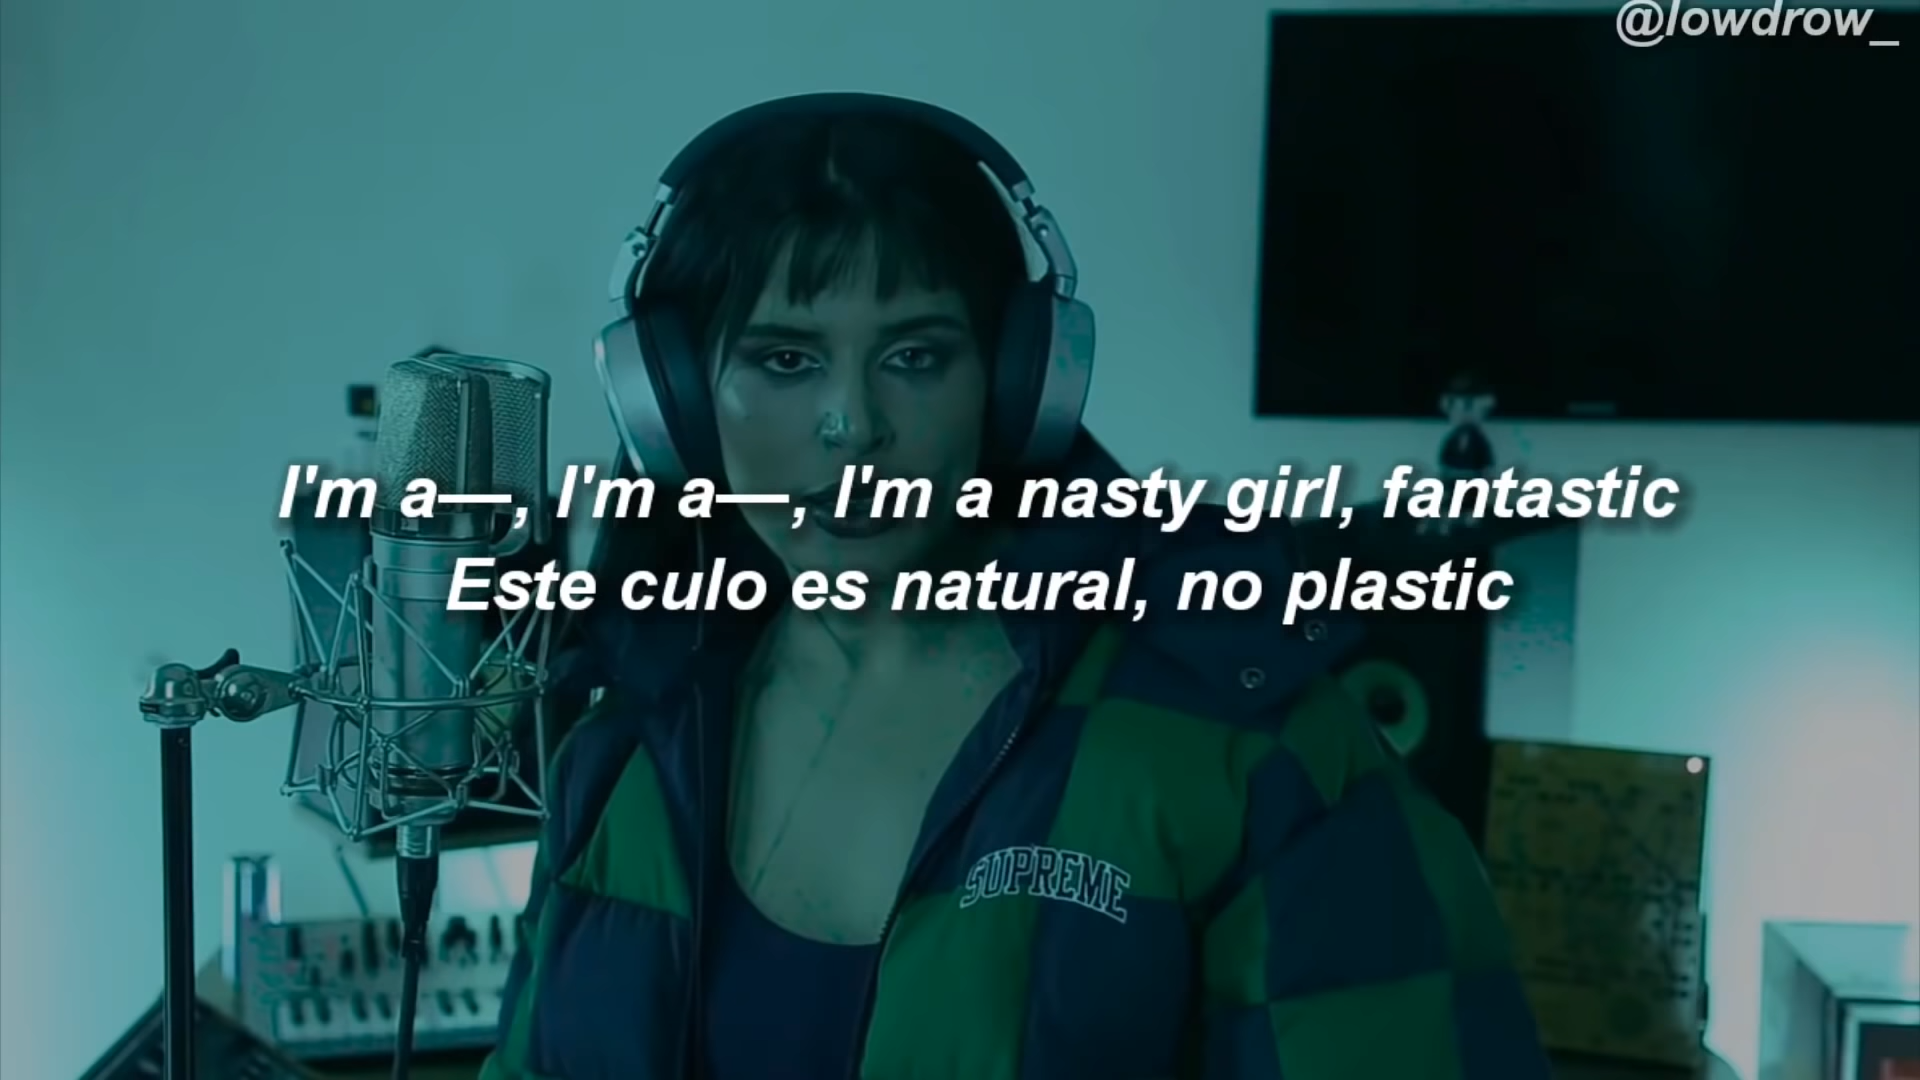 @lowdrow_
I'm a—, I'm a—, I'm a nasty girl, fantastic
Este culo es natural, no plastic
SUPREME